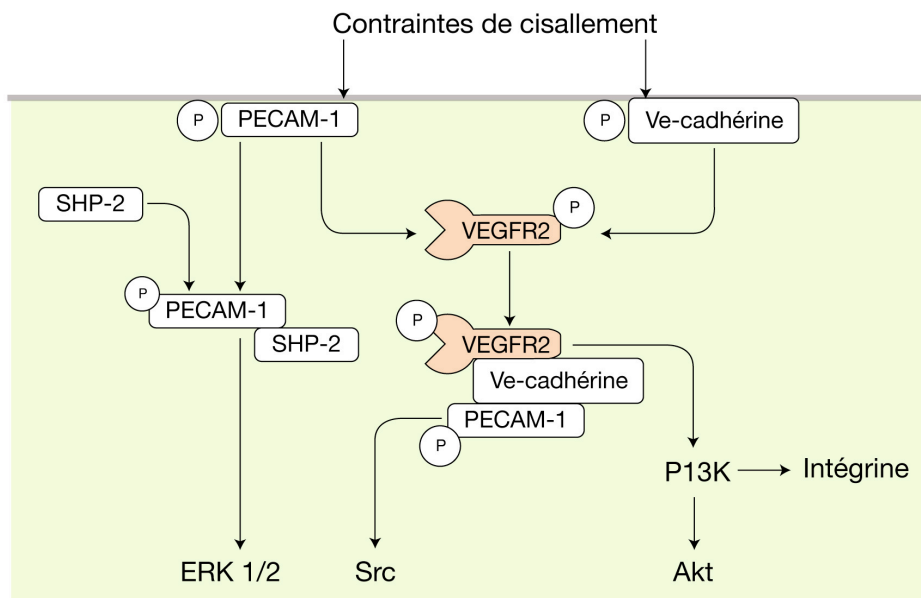 Contraintes de cisallement
P
PECAM-1
P
Ve-cadhérine
SHP-2
VEGFR2
P
P
PECAM-1
SHP-2
P
VEGFR2
Ve-cadhérine
PECAM-1
P
P13K
Intégrine
ERK 1/2
Src
Akt